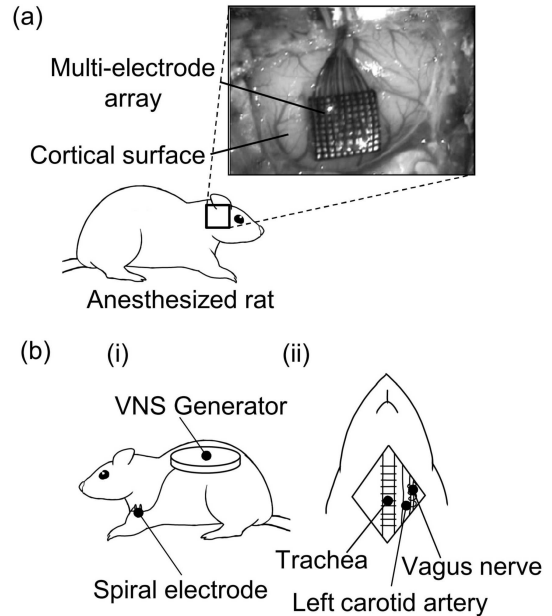 (a)
Multi-electrode
array
Cortical surface
Anesthesized rat
(b)
(i)
(ii)
VNS Generator
Spiral electrode
Trachea
Vagus nerve
Left carotid artery